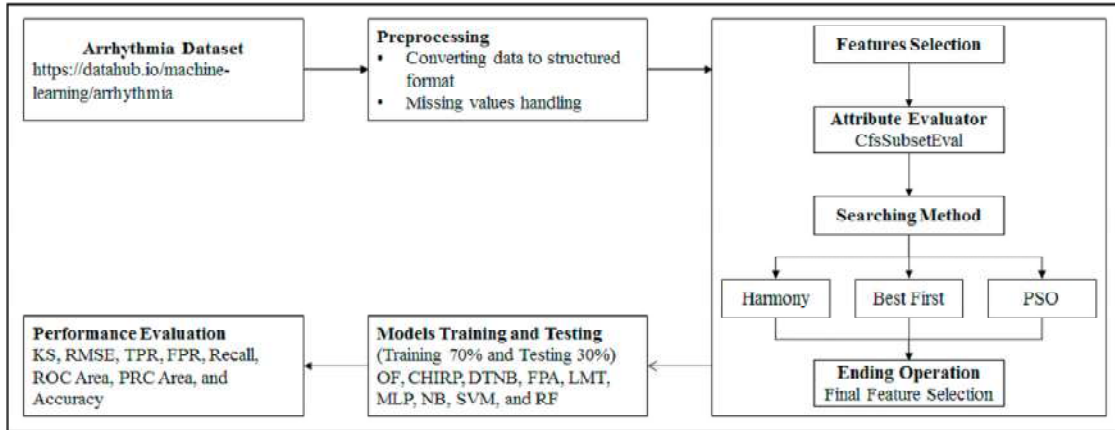 Arrhythmia Dataset
https://datahub.io/machine-
learning/arrhythmia
Preprocessing
• Converting data to structured
format
• Missing values handling
Features Selection
Attribute Evaluator
CfsSubsetEval
Searching Method
Harmony
Best First
PSO
Ending Operation
Final Feature Selection
Models Training and Testing
(Training 70% and Testing 30%)
OF, CHIRP, DTNB, FPA, LMT,
MLP, NB, SVM, and RF
Performance Evaluation
KS, RMSE, TPR, FPR, Recall,
ROC Area, PRC Area, and
Accuracy